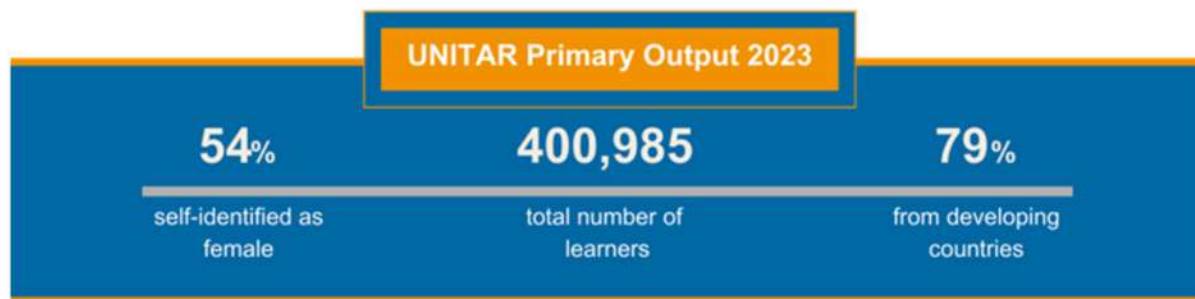 UNITAR Primary Output 2023
54%
400,985
79%
self-identified as
female
total number of
learners
from developing
countries